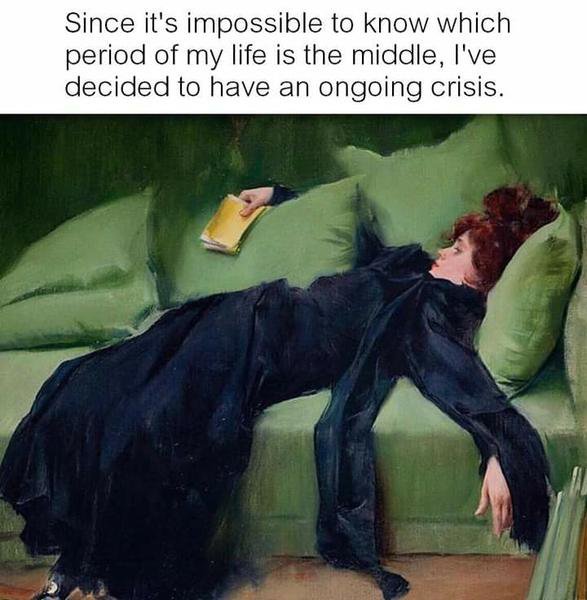 Since it's impossible to know which
period of my life is the middle, I've
decided to have an ongoing crisis.